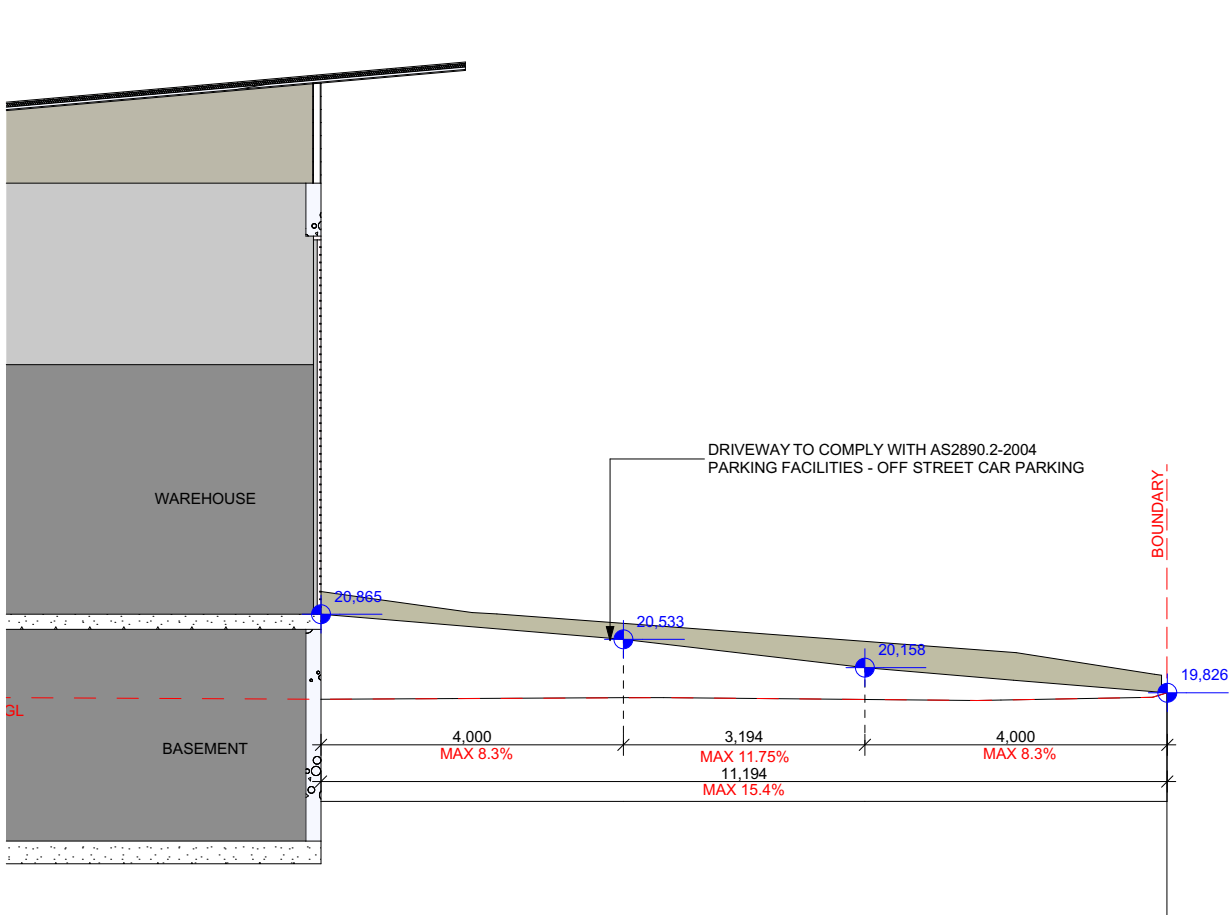 DRIVEWAY TO COMPLY WITH AS2890.2-2004
PARKING FACILITIES - OFF STREET CAR PARKING
BOUNDARY
WAREHOUSE
20,865
20,533
20,158
19,826
GL
BASEMENT
4,000
MAX 8.3%
3,194
MAX 11.75%
4,000
MAX 8.3%
11,194
MAX 15.4%